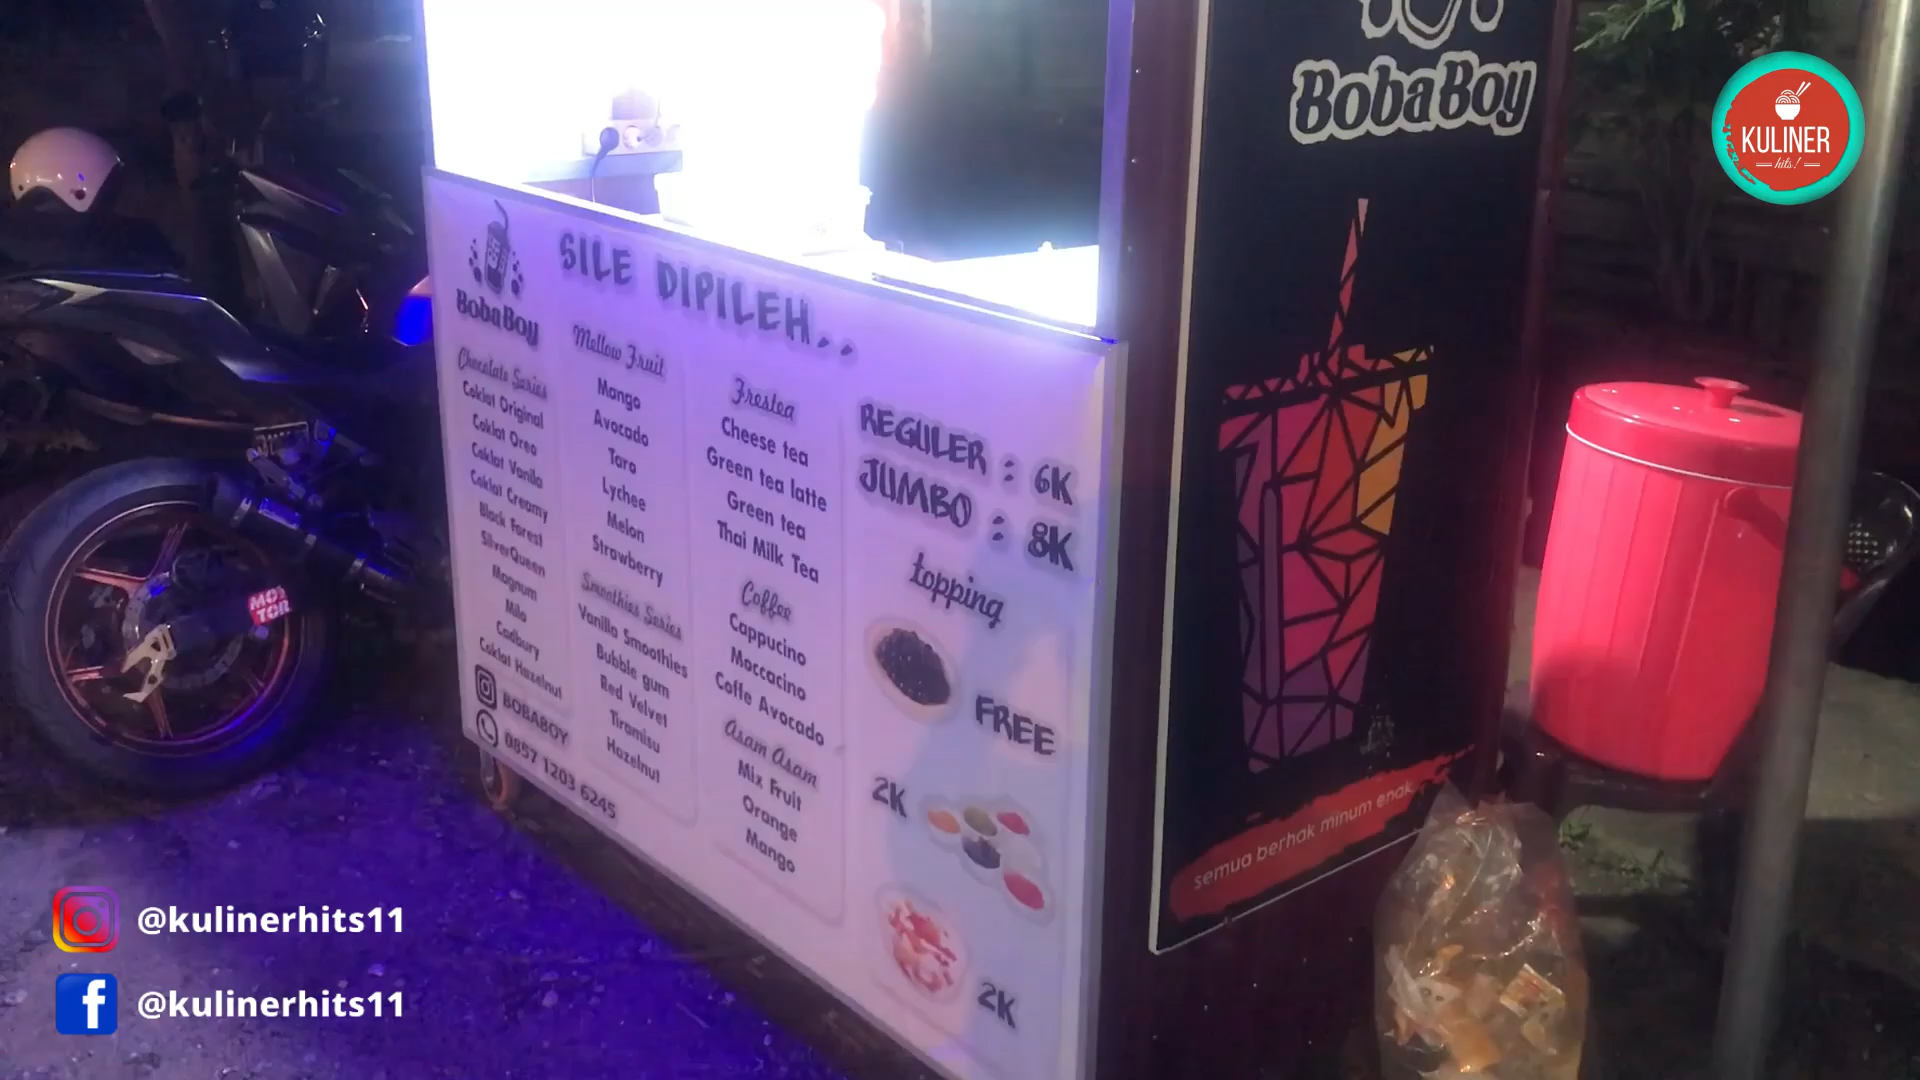 BobaBoy
KULINER
hits!
BobaBoy
SILE DIPILEH..
Chocolate Series
Coklat Original
Coklat Oreo
Coklat Vanila
Coklat Creamy
Black Forest
SilverQueen
Magnum
Milo
Cadbury
Coklat Hazelnut
BOBABOY
0857 1203 6245
Mellow Fruit
Mango
Avocado
Taro
Lychee
Melon
Strawberry
Smoothies Series
Vanilla Smoothies
Bubble gum
Red Velvet
Tiramisu
Hazelnut
Frestea
Cheese tea
Green tea latte
Green tea
Thai Milk Tea
Coffee
Cappucino
Moccacino
Coffe Avocado
Asam Asam
Mix Fruit
Orange
Mango
REGULER : 6K
JUMBO : 8K
topping
FREE
2K
2K
semua berhak minum enak
MO
TOR
@kulinerhits11
@kulinerhits11